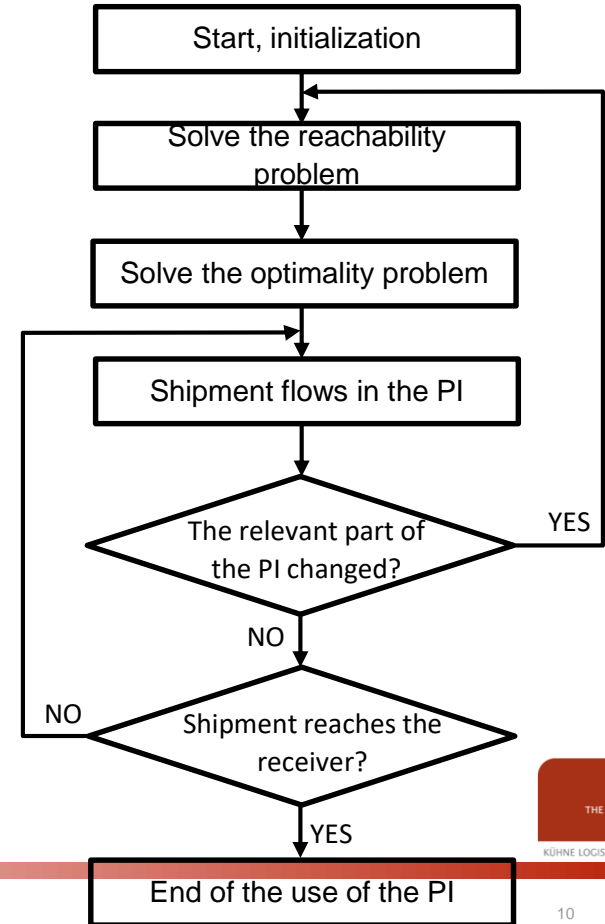 Start, initialization
Solve the reachability
problem
Solve the optimality problem
Shipment flows in the PI
The relevant part of
the PI changed?
YES
NO
NO
Shipment reaches the
receiver?
THE
KÜHNE LOGIS
YES
End of the use of the PI
10